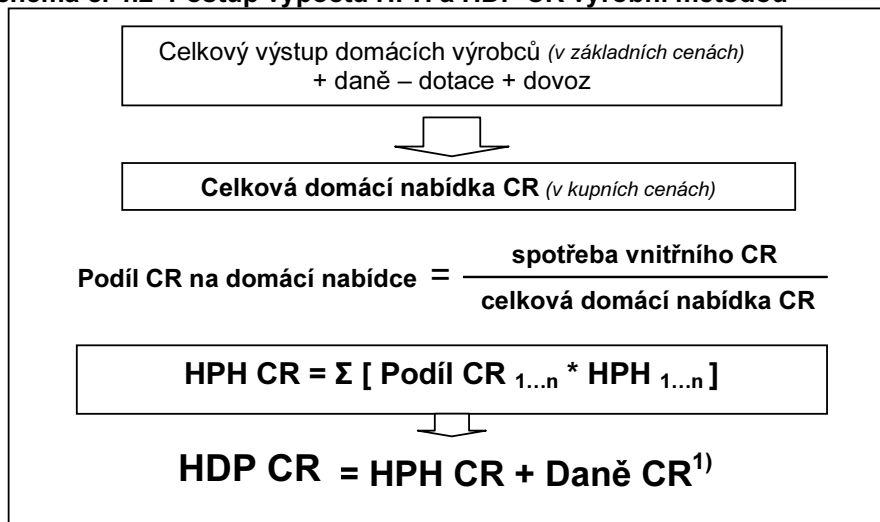 Celkový výstup domácích výrobců (v základních cenách)
+ daně – dotace + dovoz
Celková domácí nabídka CR (v kupních cenách)
Podíl CR na domácí nabídce = spotřeba vnitřního CR
celková domácí nabídka CR
HPH CR = Σ [ Podíl CR 1…n * HPH 1…n ]
HDP CR = HPH CR + Daně CR1)